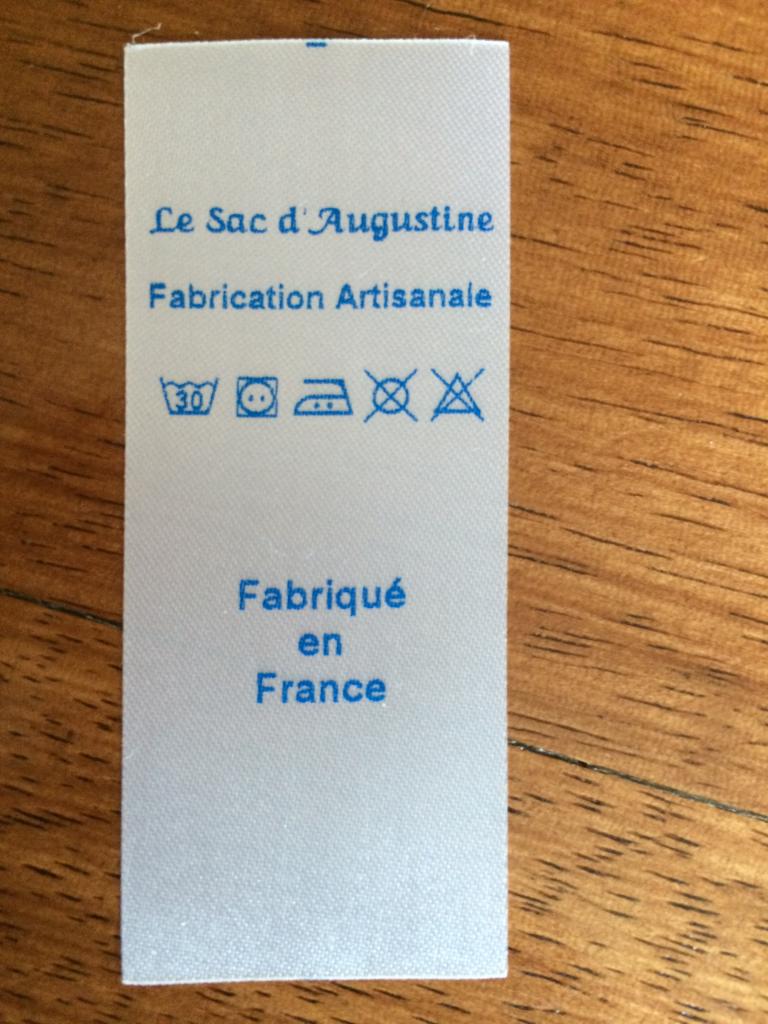 Le Sac d'Augustine
Fabrication Artisanale
30
Fabriqué
en
France